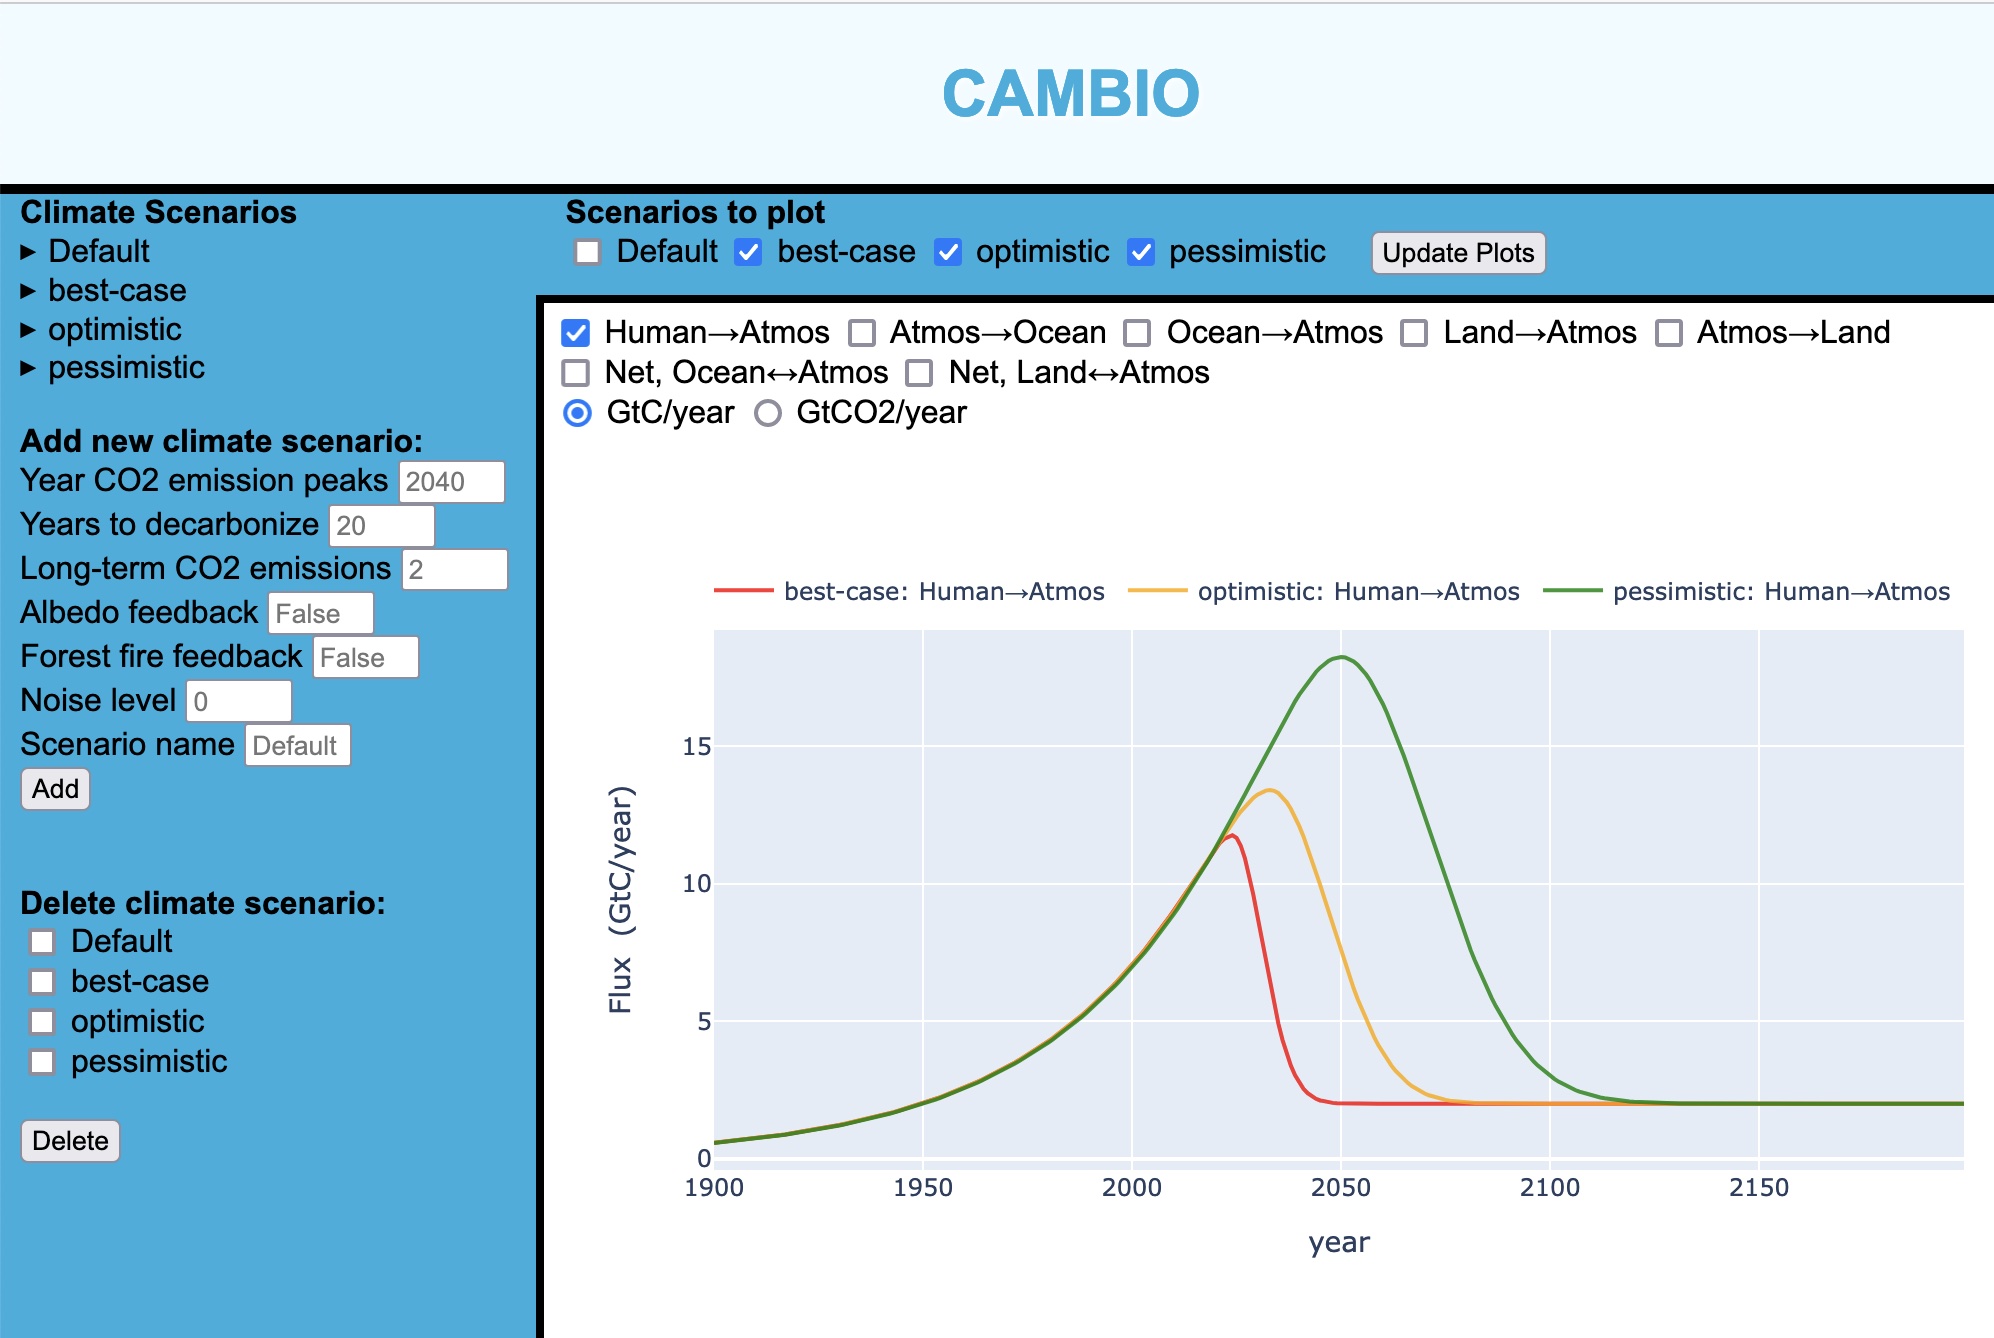 CAMBIO
Climate Scenarios
▸ Default
▸ best-case
▸ optimistic
▸ pessimistic
Add new climate scenario:
Year CO2 emission peaks 2040
Years to decarbonize 20
Long-term CO2 emissions 2
Albedo feedback False
Forest fire feedback False
Noise level 0
Scenario name Default
Add
Delete climate scenario:
Default
best-case
optimistic
pessimistic
Delete
Scenarios to plot
Default best-case optimistic pessimistic Update Plots
Human→Atmos Atmos→Ocean Ocean→Atmos Land→Atmos Atmos→Land
Net, Ocean↔Atmos Net, Land↔Atmos
GtC/year GtCO2/year
best-case: Human→Atmos optimistic: Human→Atmos pessimistic: Human→Atmos
Flux (GtC/year)
15
10
5
0
1900 1950 2000 2050 2100 2150
year